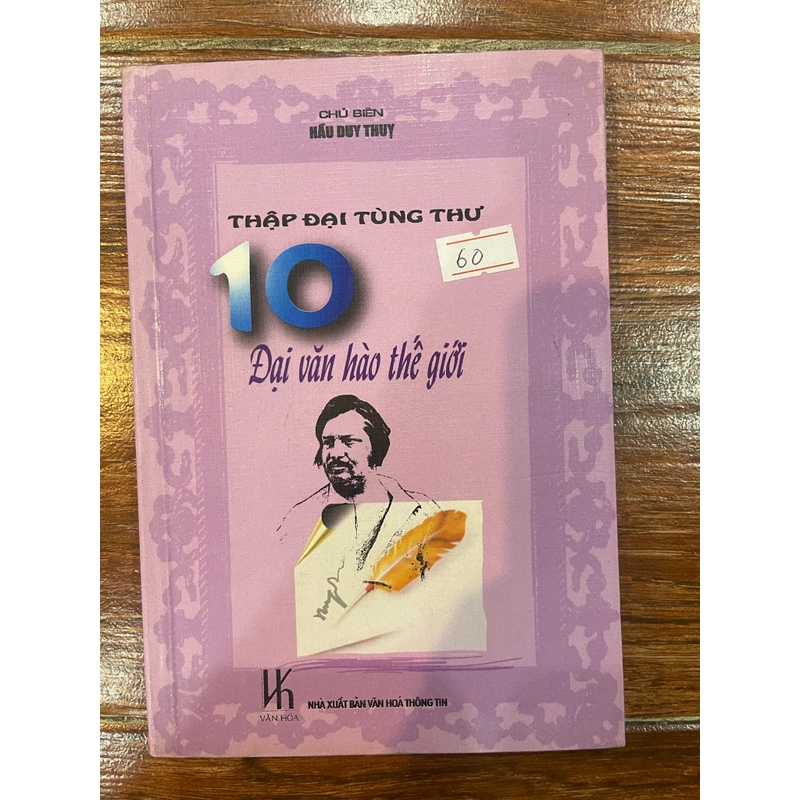 CHỦ BIÊN
HẦU DUY THUỴ
THẬP ĐẠI TÙNG THƯ
10
60
Đại văn hào thế giới
VĂN HÓA
NHÀ XUẤT BẢN VĂN HOÁ THÔNG TIN